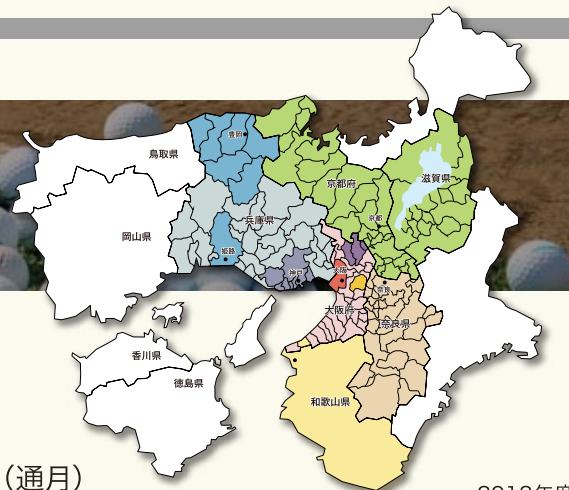 豊岡
鳥取県
京都府
滋賀県
兵庫県
京都
岡山県
姫路
神戸
大阪
奈良
大阪府
奈良県
香川県
徳島県
和歌山県
（通月）